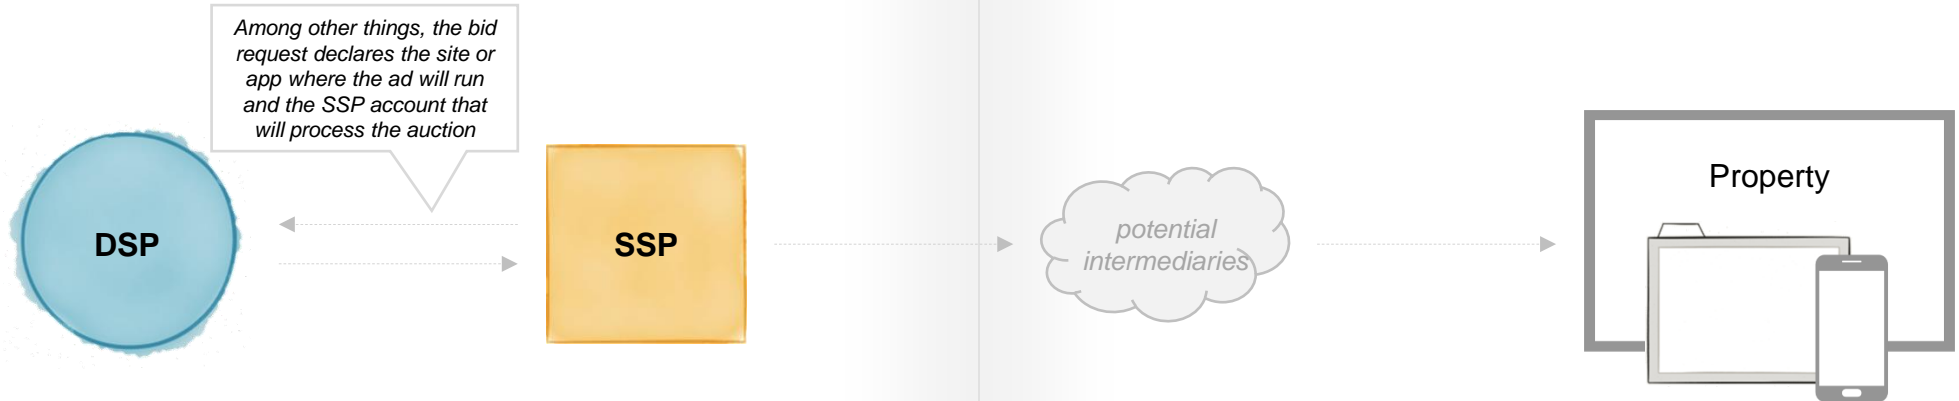 Among other things, the bid
request declares the site or
app where the ad will run
and the SSP account that
will process the auction
DSP
SSP
potential
intermediaries
Property